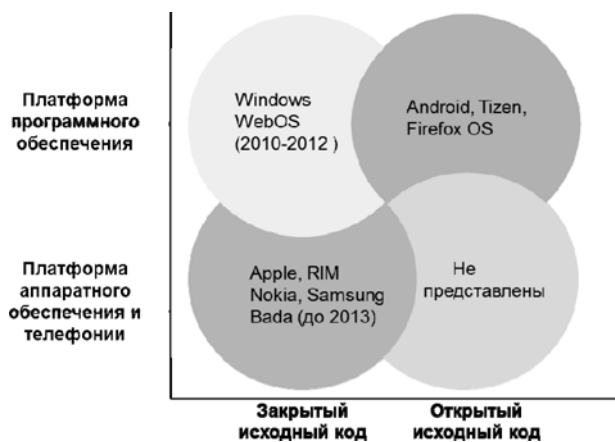 Платформа
программного
обеспечения
Windows
WebOS
(2010-2012 )
Android, Tizen,
Firefox OS
Платформа
аппаратного
обеспечения и
телефонии
Apple, RIM
Nokia, Samsung
Bada (до 2013)
Не
представлены
Закрытый
исходный код
Открытый
исходный код